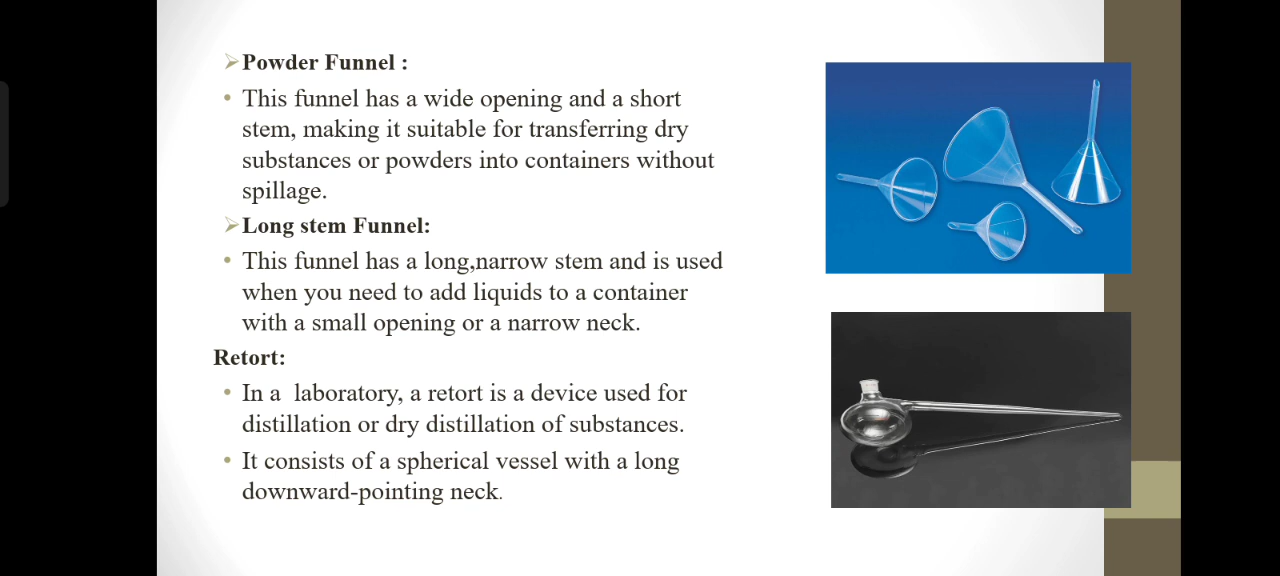 ➢Powder Funnel :
• This funnel has a wide opening and a short
stem, making it suitable for transferring dry
substances or powders into containers without
spillage.
➢Long stem Funnel:
• This funnel has a long,narrow stem and is used
when you need to add liquids to a container
with a small opening or a narrow neck.
Retort:
• In a  laboratory, a retort is a device used for
distillation or dry distillation of substances.
• It consists of a spherical vessel with a long
downward-pointing neck.